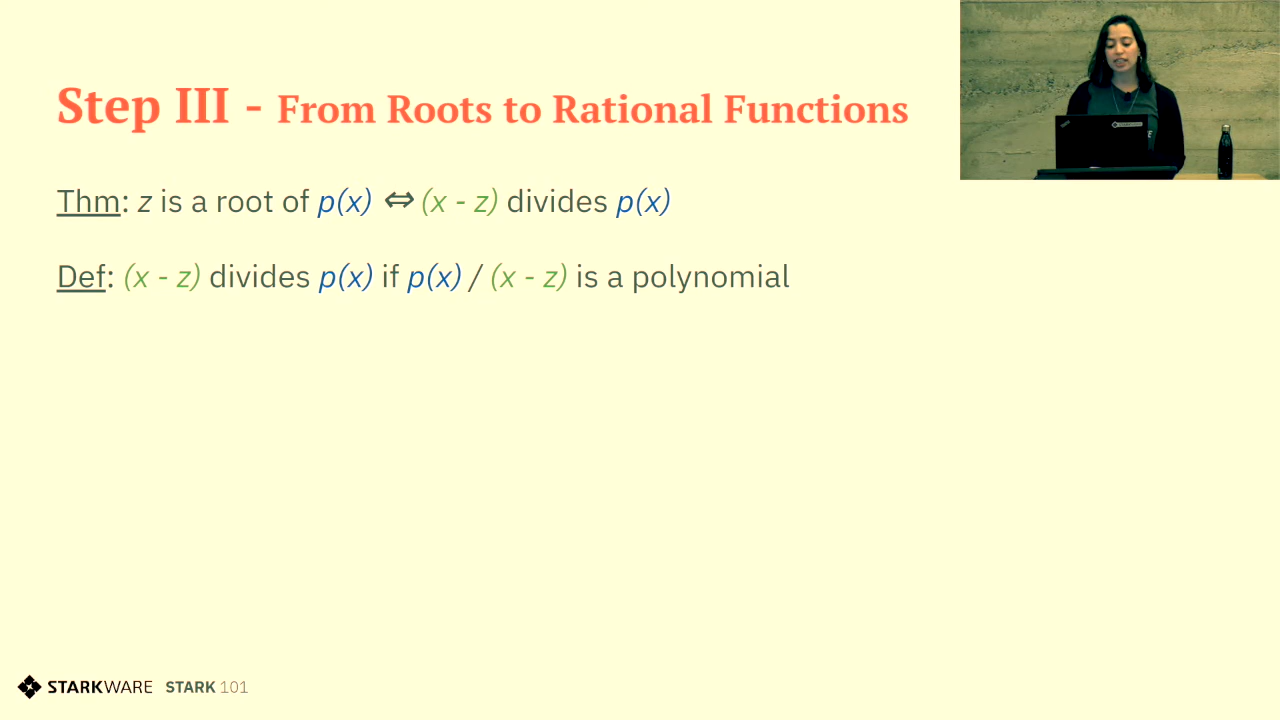 Step III - From Roots to Rational Functions
Thm: z is a root of p(x) ⇔ (x - z) divides p(x)
Def: (x - z) divides p(x) if p(x) / (x - z) is a polynomial
STARKWARE STARK 101